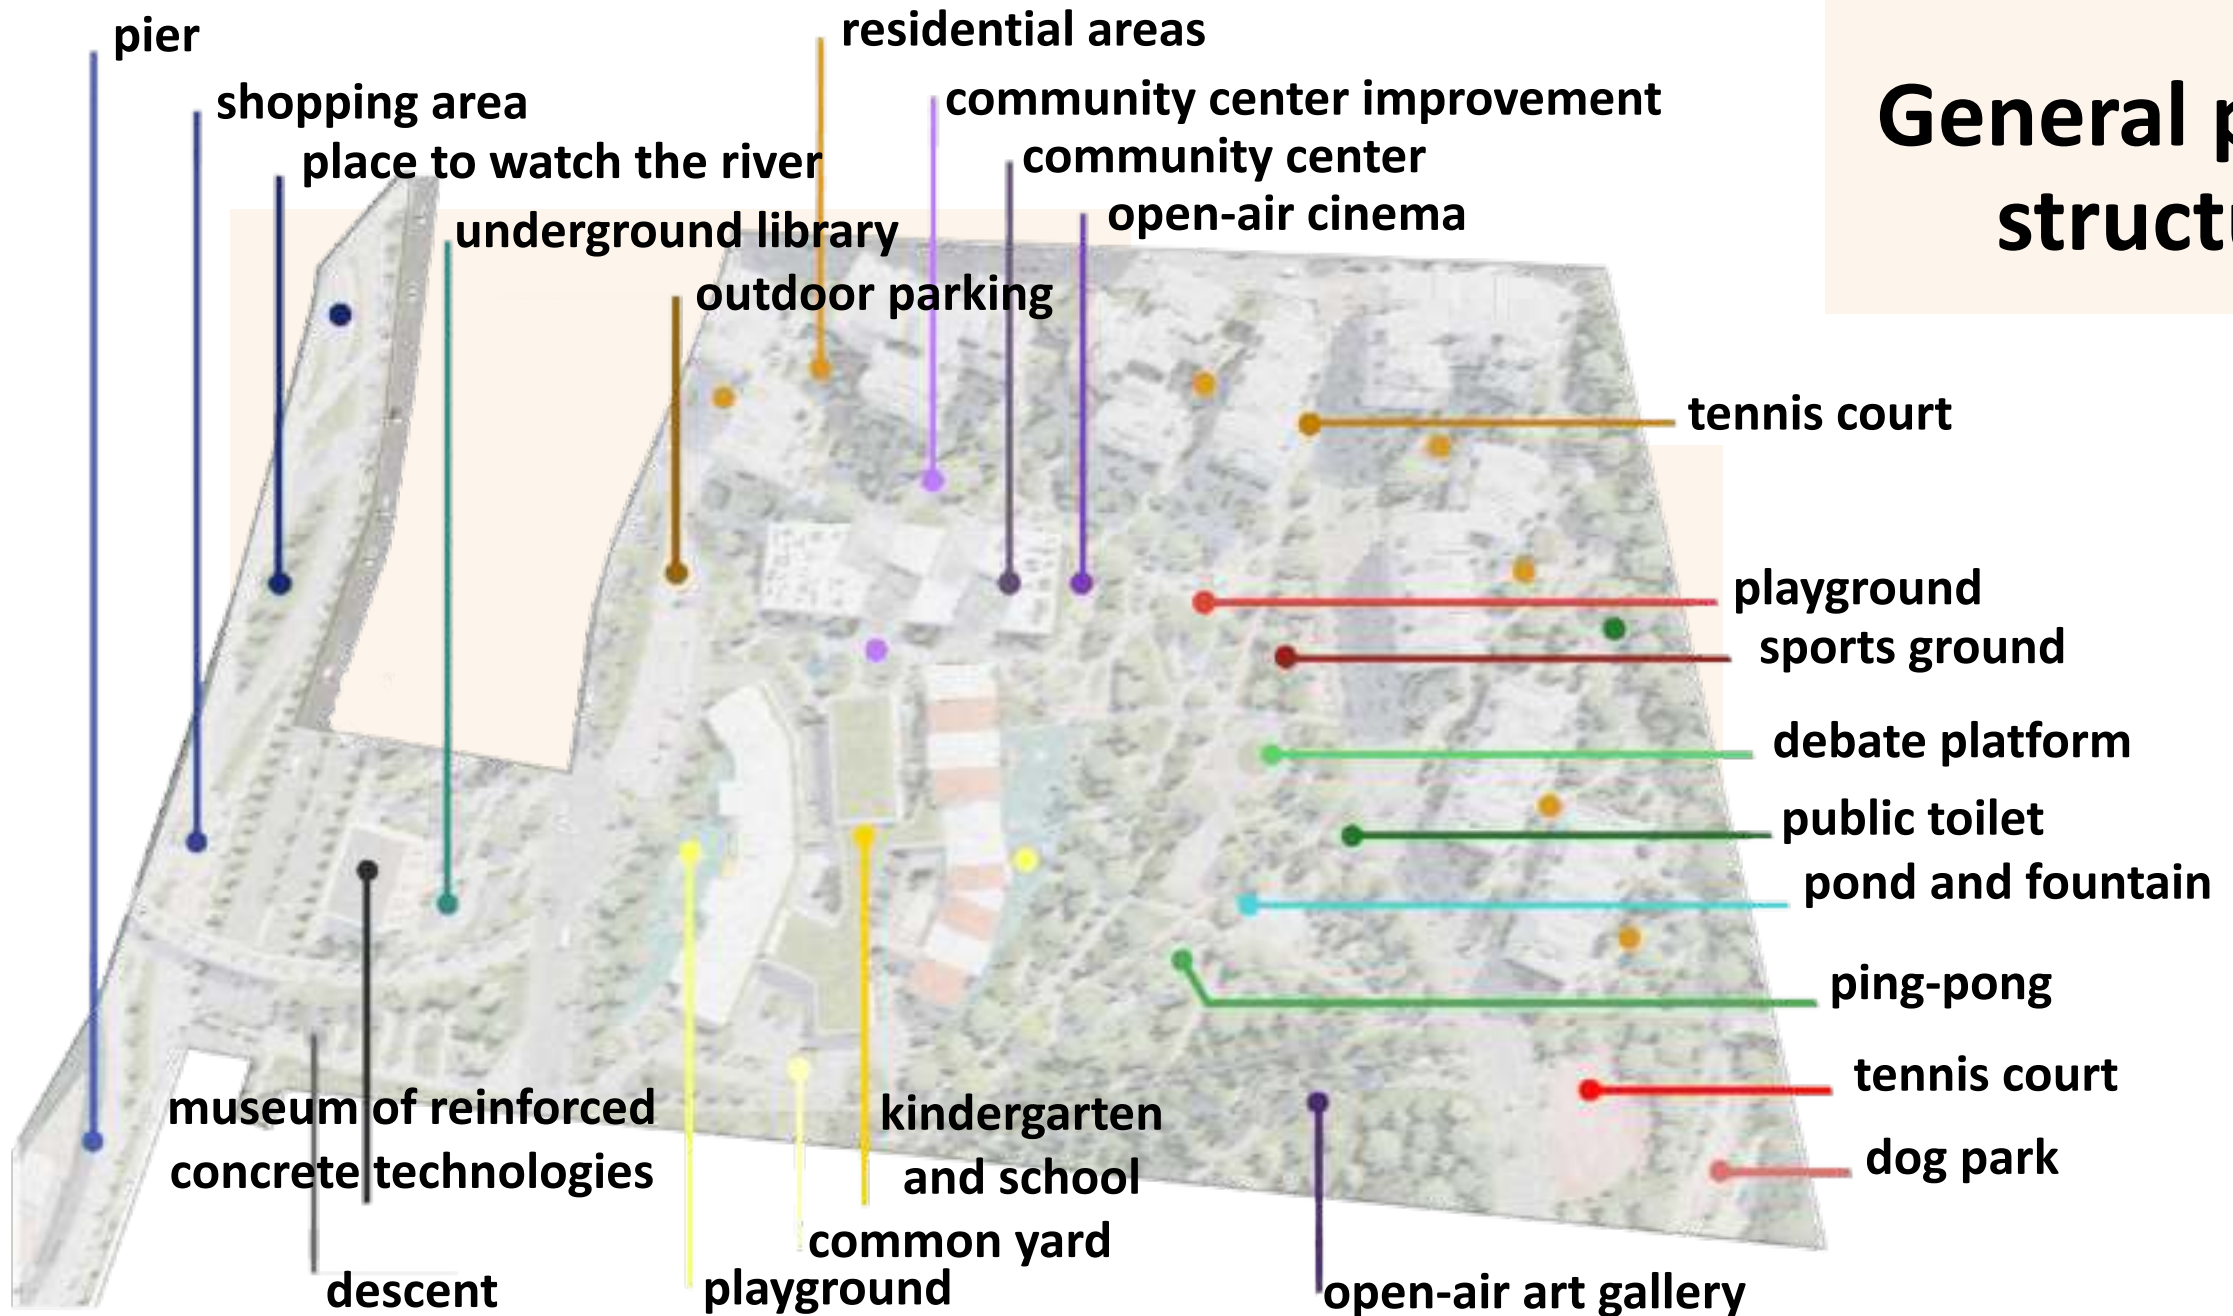 pier
residential areas
shopping area
community center improvement
General
place to watch the river
community center
underground library
open-air cinema
outdoor parking
tennis court
playground
sports ground
debate platform
public toilet
pond and fountain
ping-pong
tennis court
dog park
museum of reinforced
concrete technologies
kindergarten
and school
common yard
descent
playground
open-air art gallery